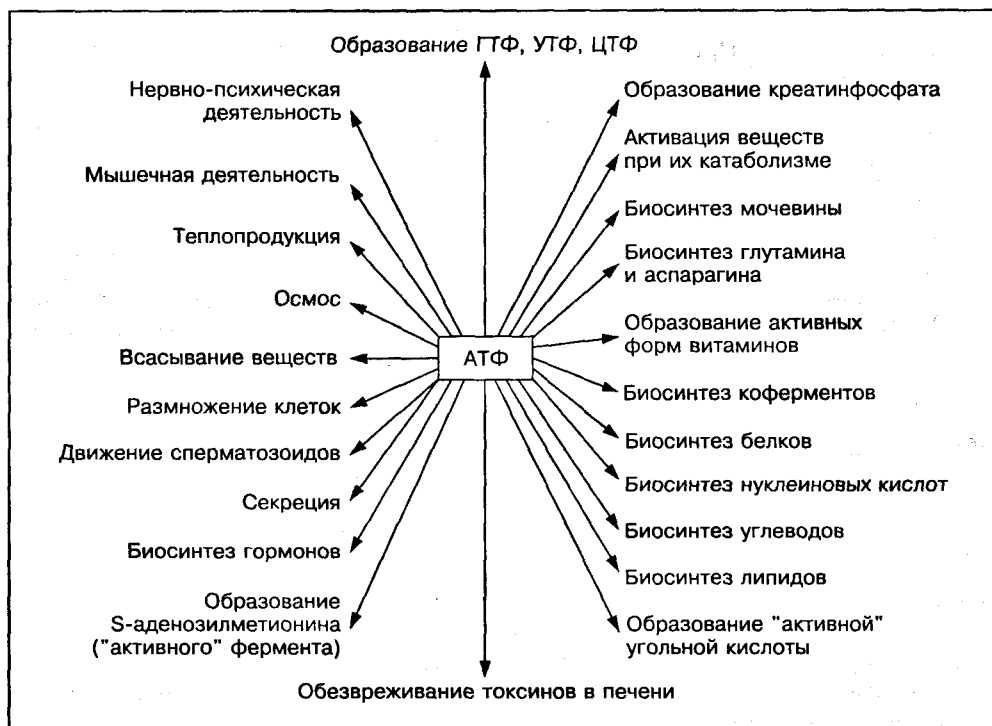 Образование ГТФ, УТФ, ЦТФ
Нервно-психическая
деятельность
Мышечная деятельность
Теплопродукция
Осмос
Всасывание веществ
Размножение клеток
Движение сперматозоидов
Секреция
Биосинтез гормонов
Образование
S-аденозилметионина
("активного" фермента)
АТФ
Образование креатинфосфата
Активация веществ
при их катаболизме
Биосинтез мочевины
Биосинтез глутамина
и аспарагина
Образование активных
форм витаминов
Биосинтез коферментов
Биосинтез белков
Биосинтез нуклеиновых кислот
Биосинтез углеводов
Биосинтез липидов
Образование "активной"
угольной кислоты
Обезвреживание токсинов в печени